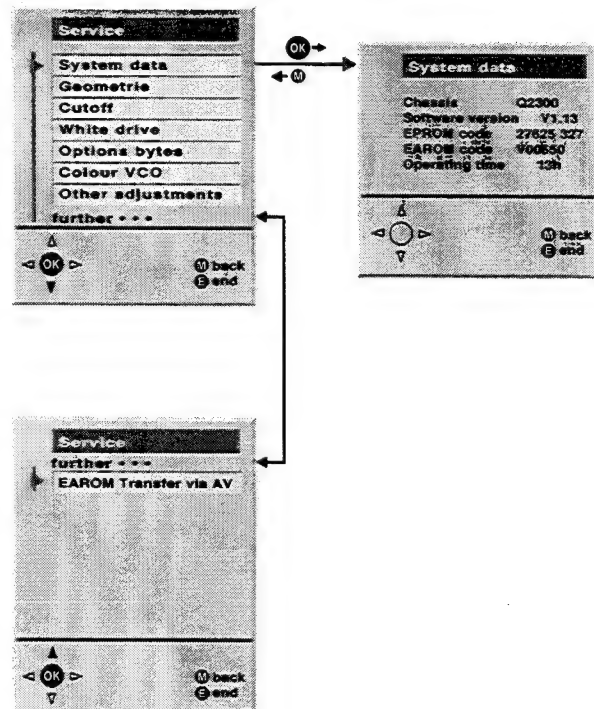 Service
System data
Geometrie
Cutoff
White drive
Options bytes
Colour VCO
Other adjustments
further • • •
OK
M back
E end
OK
M
System data
Chassis Q2300
Software version V1.13
EPROM code 27625 327
EAROM code V00550
Operating time 13h
M back
E end
Service
further • • •
EAROM Transfer via AV
OK
M back
E end